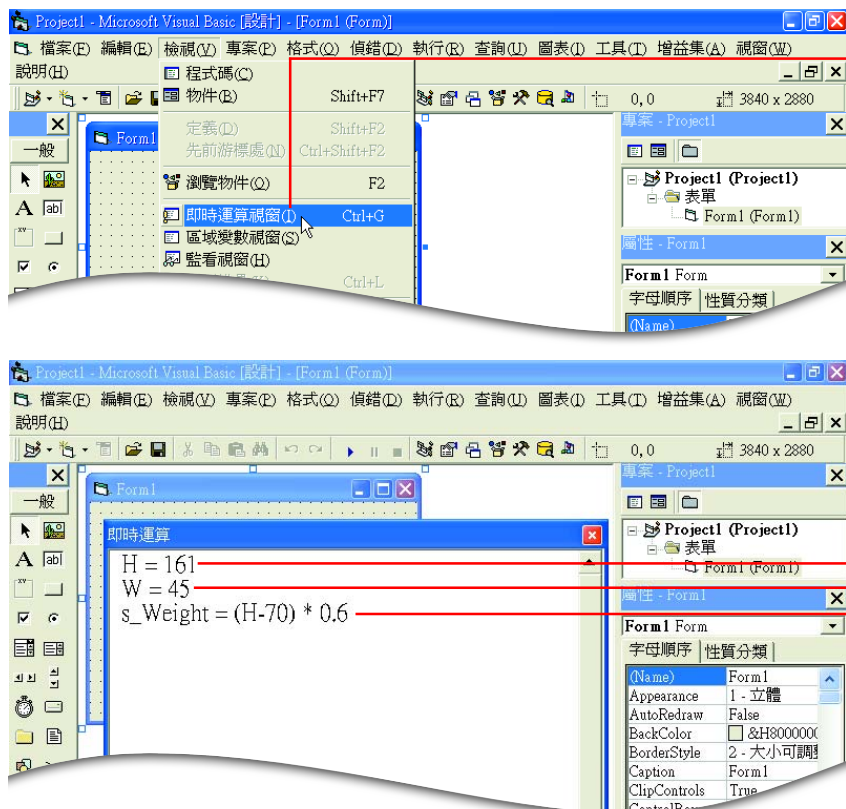 Project1 - Microsoft Visual Basic [設計] - [Form1 (Form)]
檔案(F) 編輯(E) 檢視(V) 專案(P) 格式(O) 偵錯(D) 執行(R) 查詢(U) 圖表(I) 工具(T) 增益集(A) 視窗(W)
說明(H)
程式碼(C)
物件(B) Shift+F7
定義(D) Shift+F2
先前游標處(N) Ctrl+Shift+F2
瀏覽物件(O) F2
即時運算視窗(I) Ctrl+G
區域變數視窗(S)
監看視窗(H)
Ctrl+L
0, 0
3840 x 2880
一般
A
ab
Form1
專案 - Project1
Project1 (Project1)
表單
Form1 (Form1)
屬性 - Form1
Form1 Form
字母順序 性質分類
(Name)
Project1 - Microsoft Visual Basic [設計] - [Form1 (Form)]
檔案(F) 編輯(E) 檢視(V) 專案(P) 格式(O) 偵錯(D) 執行(R) 查詢(U) 圖表(I) 工具(T) 增益集(A) 視窗(W)
說明(H)
0, 0
3840 x 2880
一般
A
ab
Form1
即時運算
H = 161
W = 45
s_Weight = (H-70) * 0.6
專案 - Project1
Project1 (Project1)
表單
Form1 (Form1)
屬性 - Form1
Form1 Form
字母順序 性質分類
(Name) Form1
Appearance 1 - 立體
AutoRedraw False
BackColor &H8000000
BorderStyle 2 - 大小可調
Caption Form1
ClipControls True